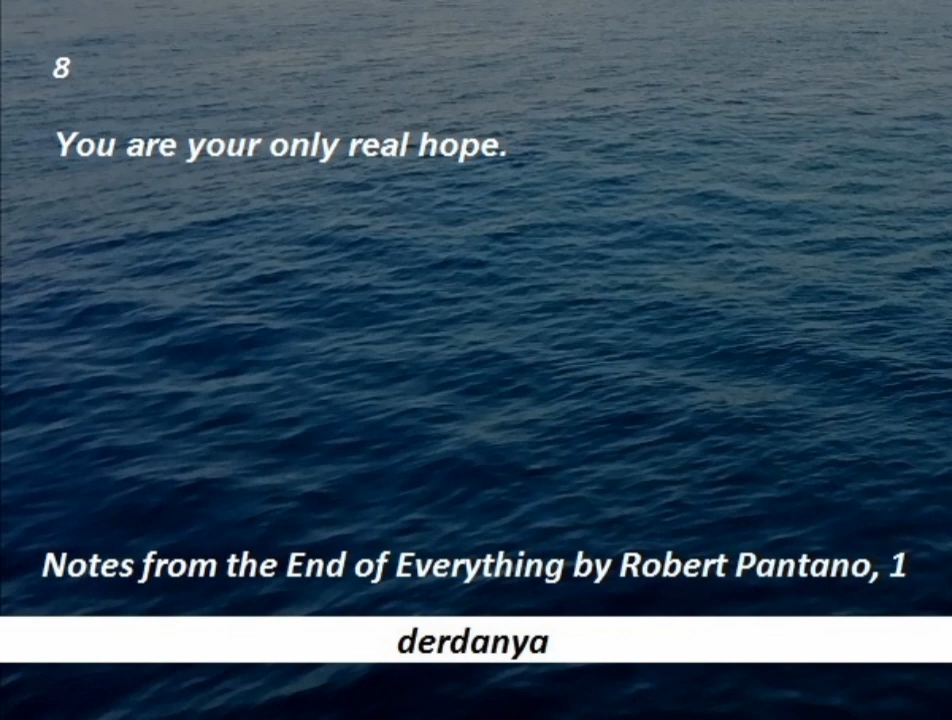 8
You are your only real hope.
Notes from the End of Everything by Robert Pantano, 1
derdanya